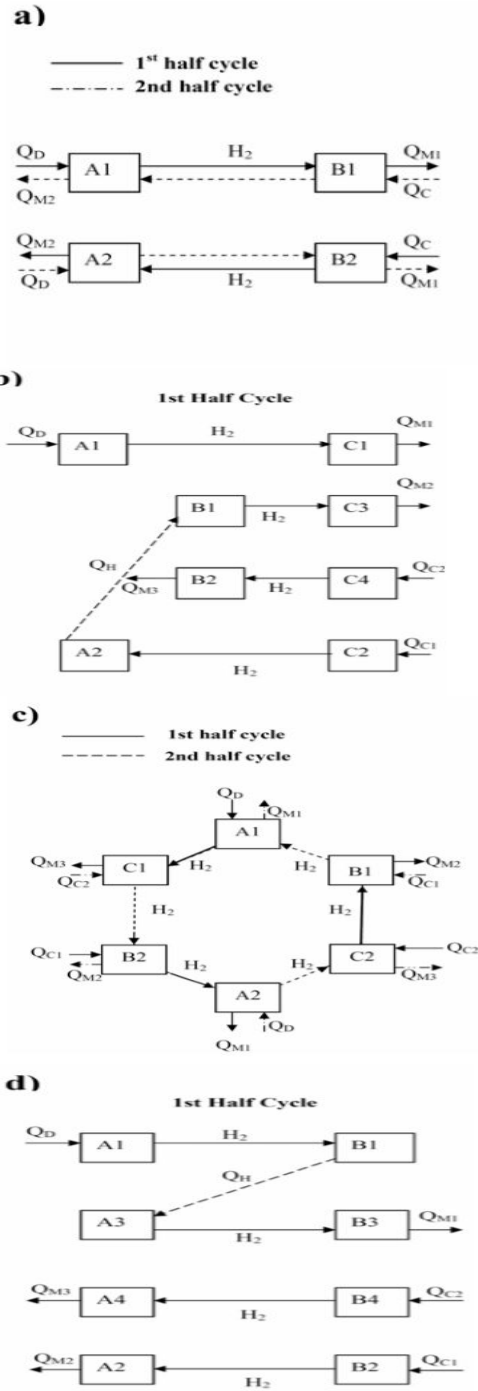 a)
1st half cycle
2nd half cycle
QD H2 QM1
A1 B1
QM2 QC
QM2 QC
A2 B2
QD H2 QM1
b)
1st Half Cycle
QD H2 QM1
A1 C1
QM2
B1 H2 C3
QH QC2
QM3 B2 H2 C4
A2 C2 QC1
H2
c)
1st half cycle
2nd half cycle
QD QM1
A1
QM3 C1 H2 H2 B1 QM2
QC2 QC1
H2 H2
QC1 B2 C2 QC2
QM2 H2 H2 QM3
A2
QM1 QD
d)
1st Half Cycle
QD H2
A1 B1
QH
A3 B3 QM1
H2
QM3 A4 B4 QC2
H2
QM2 A2 B2 QC1
H2